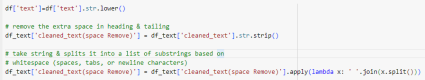 df['text']=df['text'].str.lower()
# remove the extra space in heading & tailing
df_text['cleaned_text(space Remove)'] = df_text['cleaned_text'].str.strip()
# take string & splits it into a list of substrings based on
# whitespace (spaces, tabs, or newline characters)
df_text['cleaned_text(space Remove)'] = df_text['cleaned_text(space Remove)'].apply(lambda x: ' '.join(x.split()))